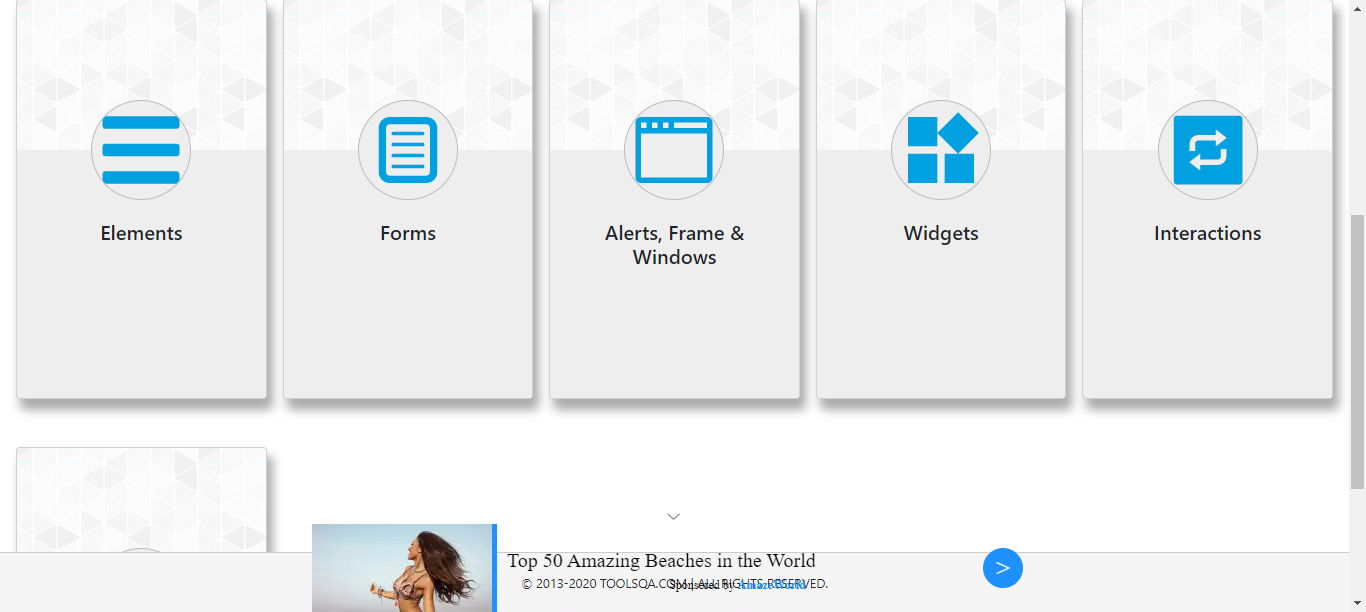 Elements
Forms
Alerts, Frame &
Windows
Widgets
Interactions
Top 50 Amazing Beaches in the World
© 2013-2020 TOOLSQA.COM | ALL RIGHTS RESERVED.
Sponsored by